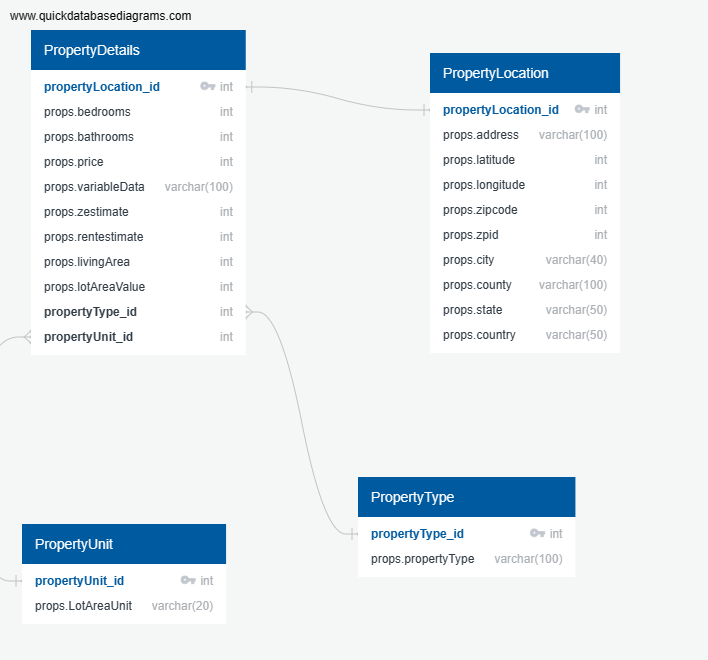 www.quickdatabasediagrams.com
PropertyDetails
propertyLocation_id int
props.bedrooms int
props.bathrooms int
props.price int
props.variableData varchar(100)
props.zestimate int
props.rentestimate int
props.livingArea int
props.lotAreaValue int
propertyType_id int
propertyUnit_id int
PropertyLocation
propertyLocation_id int
props.address varchar(100)
props.latitude int
props.longitude int
props.zipcode int
props.zpid int
props.city varchar(40)
props.county varchar(100)
props.state varchar(50)
props.country varchar(50)
PropertyType
propertyType_id int
props.propertyType varchar(100)
PropertyUnit
propertyUnit_id int
props.LotAreaUnit varchar(20)